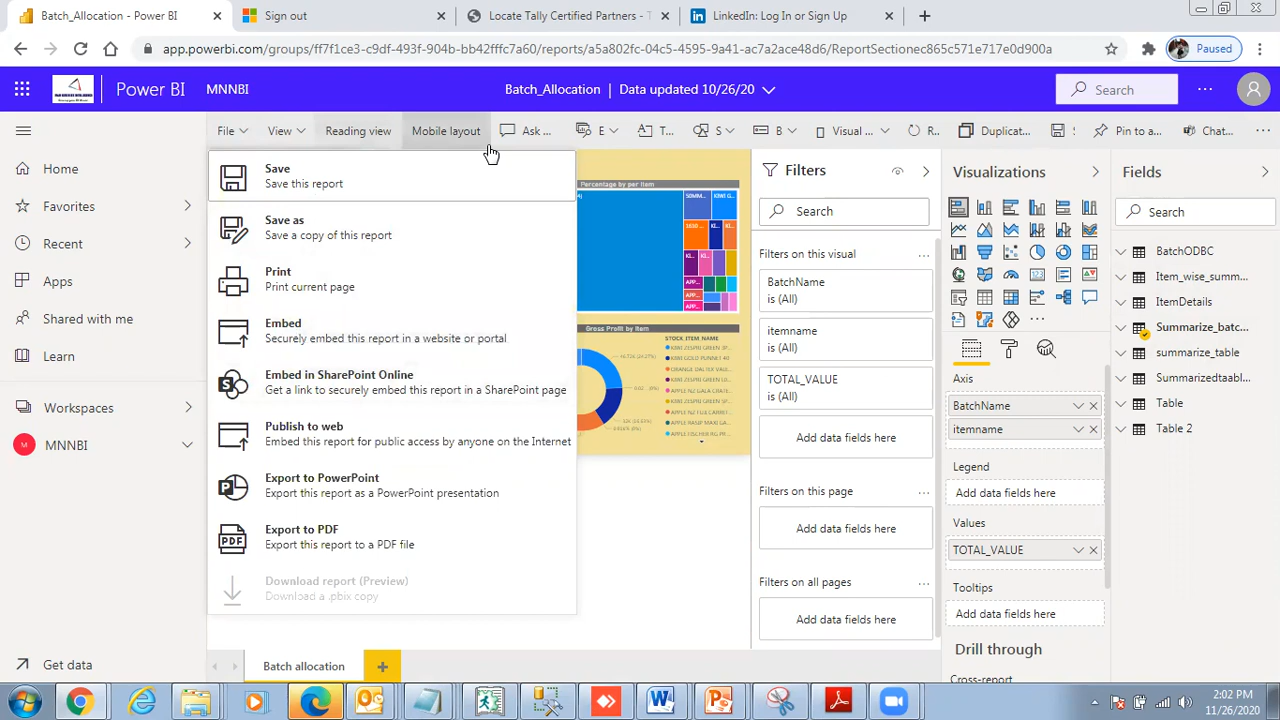 Batch_Allocation - Power BI
Sign out
Locate Tally Certified Partners - T
LinkedIn: Log In or Sign Up
app.powerbi.com/groups/ff7f1ce3-c9df-493f-904b-bb42fffc7a60/reports/a5a802fc-04c5-4595-9a41-ac7a2ace48d6/ReportSectionec865c571e717e0d900a
Paused
Power BI
MNNBI
Batch_Allocation
Data updated 10/26/20
Search
File
View
Reading view
Mobile layout
Ask ...
E
T...
S
B
Visual ...
R...
Duplicat...
S
Pin to a...
Chat...
Home
Favorites
Recent
Apps
Shared with me
Learn
Workspaces
MNNBI
Get data
Save
Save this report
Save as
Save a copy of this report
Print
Print current page
Embed
Securely embed this report in a website or portal
Embed in SharePoint Online
Get a link to securely embed this report in a SharePoint page
Publish to web
Embed this report for public access by anyone on the Internet
Export to PowerPoint
Export this report as a PowerPoint presentation
Export to PDF
Export this report to a PDF file
Download report (Preview)
Download a .pbix copy
Percentage by per item
Gross Profit by Item
STOCK_ITEM_NAME
Filters
Search
Filters on this visual
BatchName
is (All)
itemname
is (All)
TOTAL_VALUE
is (All)
Add data fields here
Filters on this page
Add data fields here
Filters on all pages
Add data fields here
Visualizations
Axis
BatchName
itemname
Legend
Add data fields here
Values
TOTAL_VALUE
Tooltips
Add data fields here
Drill through
Cross-report
Fields
Search
BatchODBC
Item_wise_summ...
ItemDetails
Summarize_batc...
summarize_table
Summarizedtaabl...
Table
Table 2
Batch allocation
2:02 PM
11/26/2020